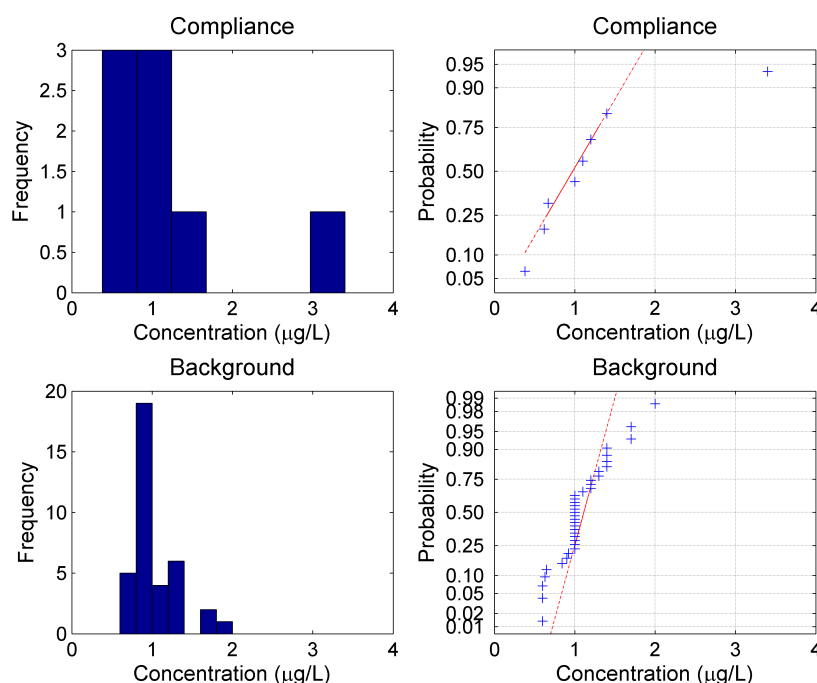 Compliance
3
2.5
2
1.5
1
0.5
0
0 1 2 3 4
Frequency
Concentration (μg/L)
Compliance
0.95
0.90
0.75
0.50
0.25
0.10
0.05
0 1 2 3 4
Probability
Concentration (μg/L)
Background
20
15
10
5
0
0 1 2 3 4
Frequency
Concentration (μg/L)
Background
0.99
0.98
0.95
0.90
0.75
0.50
0.25
0.10
0.05
0.02
0.01
0 1 2 3 4
Probability
Concentration (μg/L)